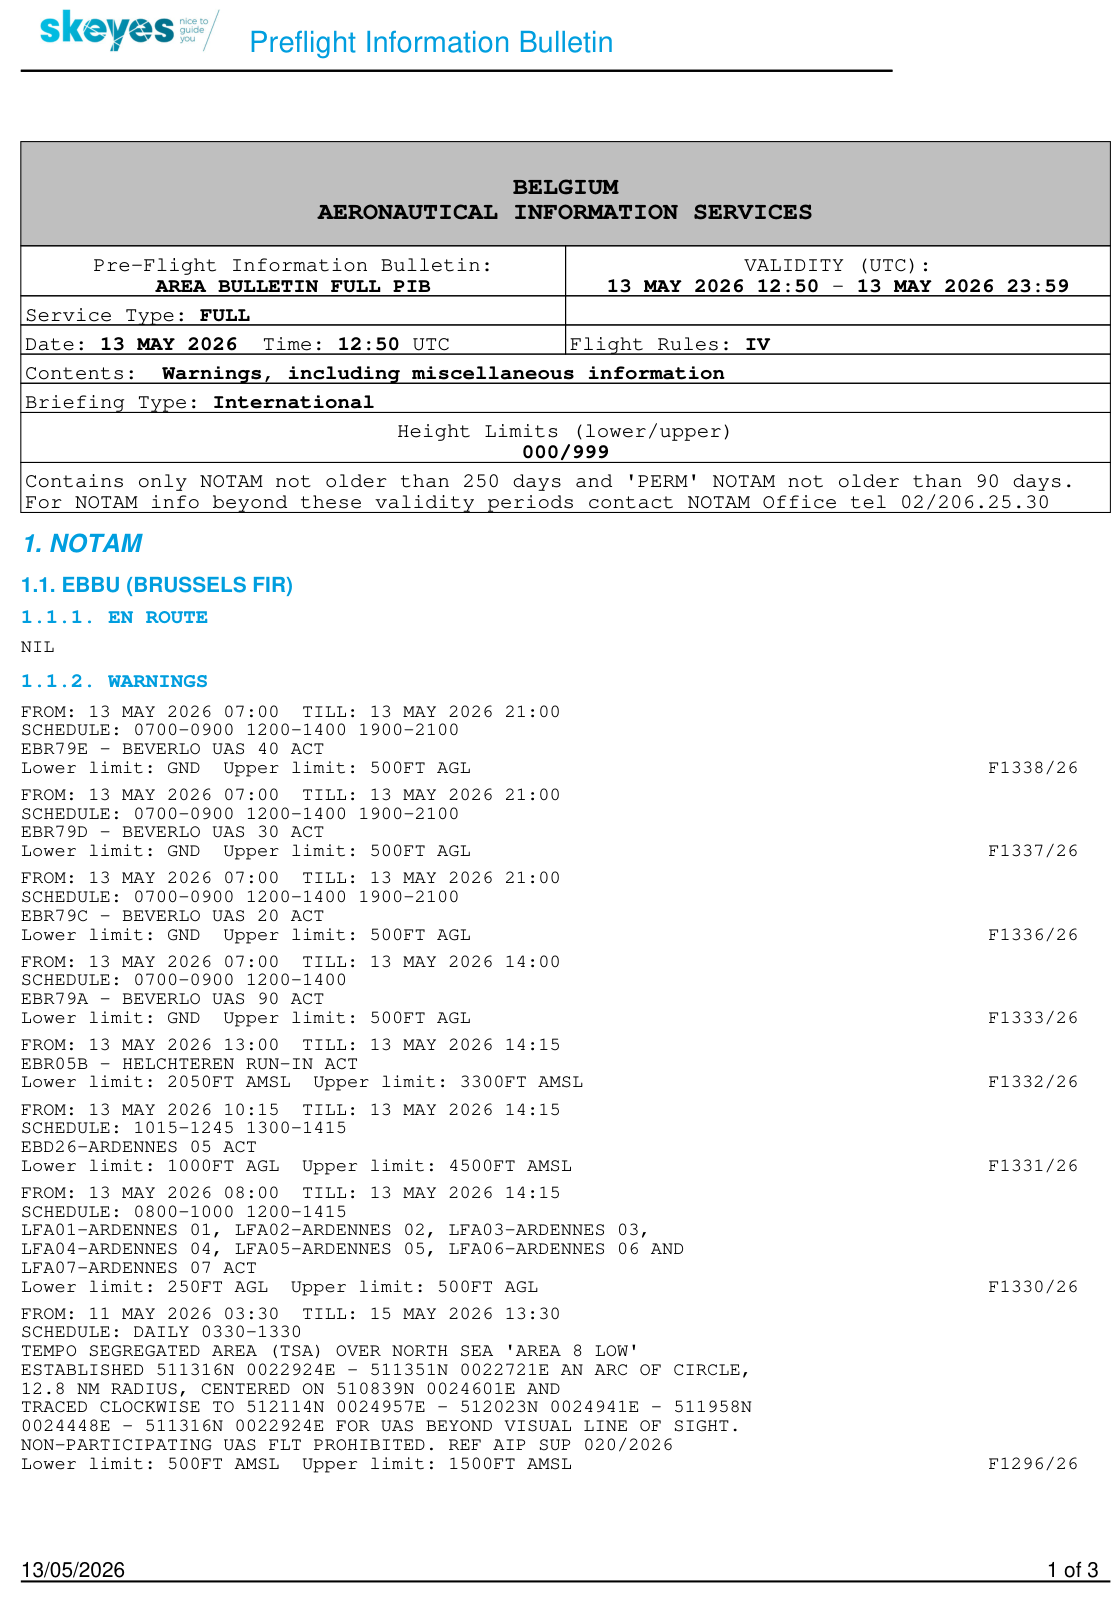 skeyes nice to guide you
Preflight Information Bulletin
BELGIUM
AERONAUTICAL INFORMATION SERVICES
Pre-Flight Information Bulletin:
AREA BULLETIN FULL PIB
VALIDITY (UTC):
13 MAY 2026 12:50 - 13 MAY 2026 23:59
Service Type: FULL
Date: 13 MAY 2026  Time: 12:50 UTC
Flight Rules: IV
Contents:  Warnings, including miscellaneous information
Briefing Type: International
Height Limits (lower/upper)
000/999
Contains only NOTAM not older than 250 days and 'PERM' NOTAM not older than 90 days.
For NOTAM info beyond these validity periods contact NOTAM Office tel 02/206.25.30
1. NOTAM
1.1. EBBU (BRUSSELS FIR)
1.1.1. EN ROUTE
NIL
1.1.2. WARNINGS
FROM: 13 MAY 2026 07:00  TILL: 13 MAY 2026 21:00
SCHEDULE: 0700-0900 1200-1400 1900-2100
EBR79E - BEVERLO UAS 40 ACT
Lower limit: GND  Upper limit: 500FT AGL F1338/26
FROM: 13 MAY 2026 07:00  TILL: 13 MAY 2026 21:00
SCHEDULE: 0700-0900 1200-1400 1900-2100
EBR79D - BEVERLO UAS 30 ACT
Lower limit: GND  Upper limit: 500FT AGL F1337/26
FROM: 13 MAY 2026 07:00  TILL: 13 MAY 2026 21:00
SCHEDULE: 0700-0900 1200-1400 1900-2100
EBR79C - BEVERLO UAS 20 ACT
Lower limit: GND  Upper limit: 500FT AGL F1336/26
FROM: 13 MAY 2026 07:00  TILL: 13 MAY 2026 14:00
SCHEDULE: 0700-0900 1200-1400
EBR79A - BEVERLO UAS 90 ACT
Lower limit: GND  Upper limit: 500FT AGL F1333/26
FROM: 13 MAY 2026 13:00  TILL: 13 MAY 2026 14:15
EBR05B - HELCHTEREN RUN-IN ACT
Lower limit: 2050FT AMSL  Upper limit: 3300FT AMSL F1332/26
FROM: 13 MAY 2026 10:15  TILL: 13 MAY 2026 14:15
SCHEDULE: 1015-1245 1300-1415
EBD26-ARDENNES 05 ACT
Lower limit: 1000FT AGL  Upper limit: 4500FT AMSL F1331/26
FROM: 13 MAY 2026 08:00  TILL: 13 MAY 2026 14:15
SCHEDULE: 0800-1000 1200-1415
LFA01-ARDENNES 01, LFA02-ARDENNES 02, LFA03-ARDENNES 03,
LFA04-ARDENNES 04, LFA05-ARDENNES 05, LFA06-ARDENNES 06 AND
LFA07-ARDENNES 07 ACT
Lower limit: 250FT AGL  Upper limit: 500FT AGL F1330/26
FROM: 11 MAY 2026 03:30  TILL: 15 MAY 2026 13:30
SCHEDULE: DAILY 0330-1330
TEMPO SEGREGATED AREA (TSA) OVER NORTH SEA 'AREA 8 LOW'
ESTABLISHED 511316N 0022924E - 511351N 0022721E AN ARC OF CIRCLE,
12.8 NM RADIUS, CENTERED ON 510839N 0024601E AND
TRACED CLOCKWISE TO 512114N 0024957E - 512023N 0024941E - 511958N
0024448E - 511316N 0022924E FOR UAS BEYOND VISUAL LINE OF SIGHT.
NON-PARTICIPATING UAS FLT PROHIBITED. REF AIP SUP 020/2026
Lower limit: 500FT AMSL  Upper limit: 1500FT AMSL F1296/26
13/05/2026
1 of 3